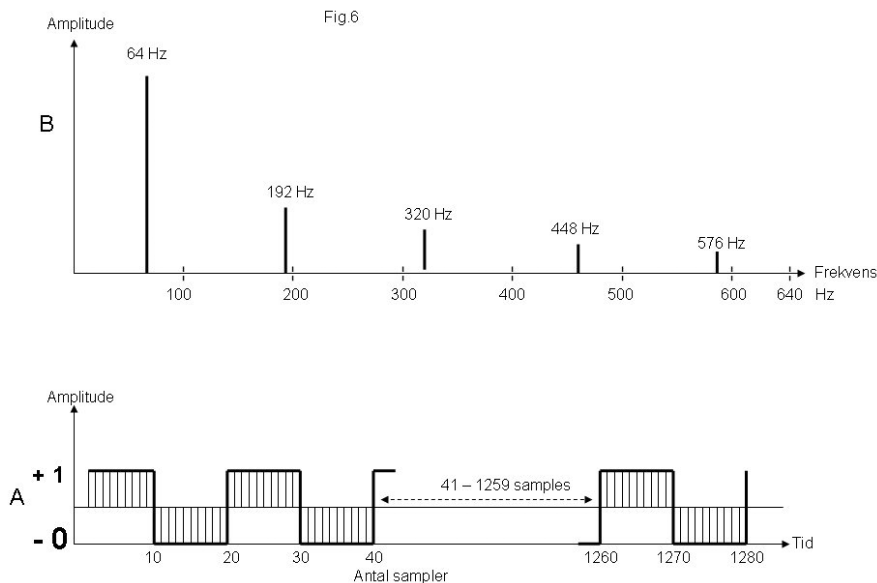 Fig.6
Amplitude
64 Hz
B
192 Hz
320 Hz
448 Hz
576 Hz
Frekvens
100 200 300 400 500 600 640 Hz
Amplitude
+ 1
41 – 1259 samples
A
- 0
Tid
10 20 30 40 1260 1270 1280
Antal sampler